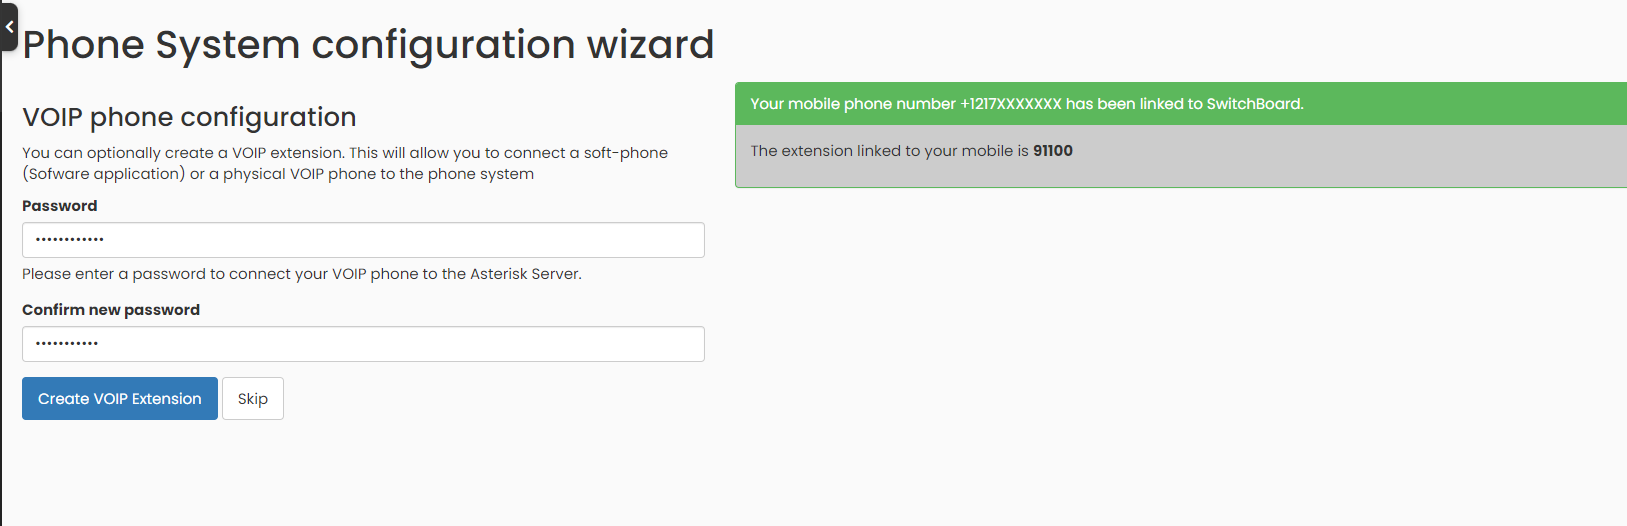 Phone System configuration wizard
VOIP phone configuration
You can optionally create a VOIP extension. This will allow you to connect a soft-phone
(Sofware application) or a physical VOIP phone to the phone system
Password
••••••••••••
Please enter a password to connect your VOIP phone to the Asterisk Server.
Confirm new password
•••••••••••
Create VOIP Extension Skip
Your mobile phone number +1217XXXXXXX has been linked to SwitchBoard.
The extension linked to your mobile is 91100